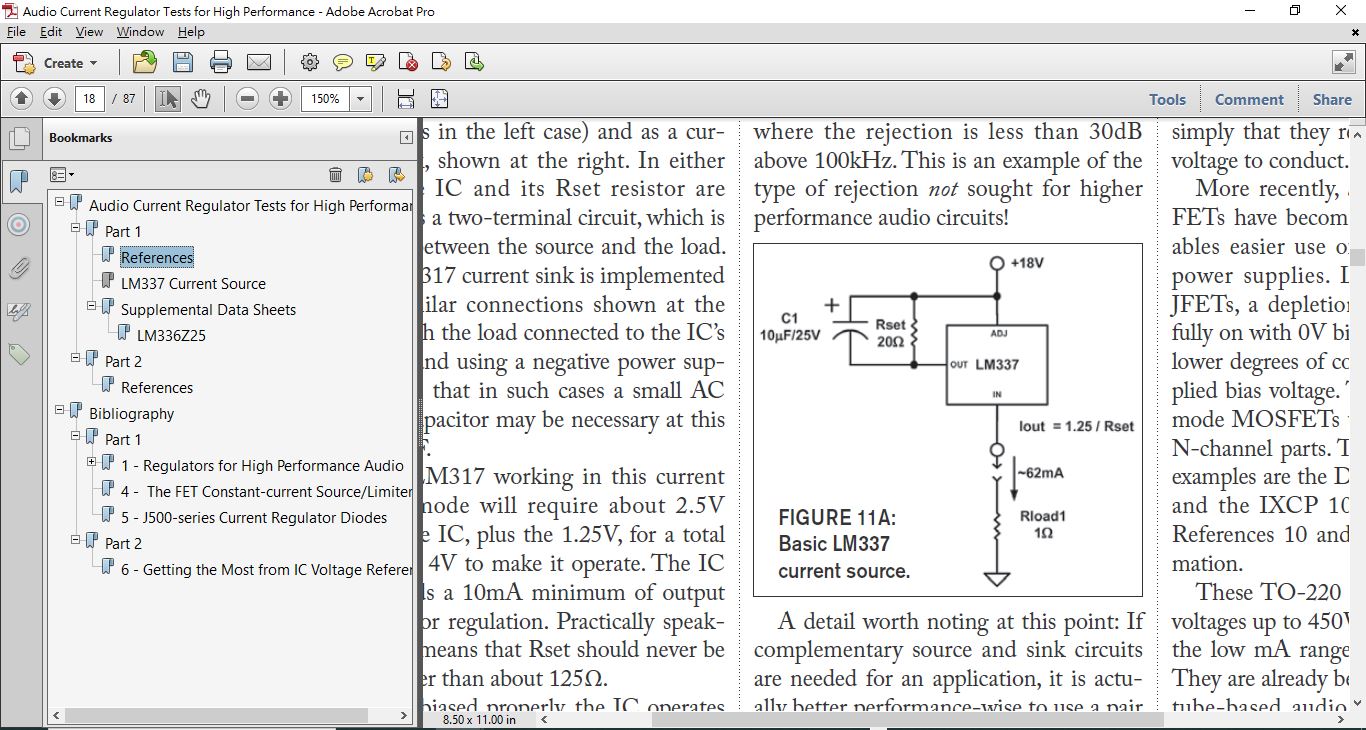 Audio Current Regulator Tests for High Performance - Adobe Acrobat Pro
File Edit View Window Help
Create
18 / 87
150%
Tools Comment Share
Bookmarks
Audio Current Regulator Tests for High Performan
Part 1
References
LM337 Current Source
Supplemental Data Sheets
LM336Z25
Part 2
References
Bibliography
Part 1
1 - Regulators for High Performance Audio
4 - The FET Constant-current Source/Limiter
5 - J500-series Current Regulator Diodes
Part 2
6 - Getting the Most from IC Voltage Referen
s in the left case) and as a cur-
, shown at the right. In either
IC and its Rset resistor are
s a two-terminal circuit, which is
etween the source and the load.
317 current sink is implemented
ilar connections shown at the
h the load connected to the IC's
nd using a negative power sup-
that in such cases a small AC
pacitor may be necessary at this
F.
LM317 working in this current
mode will require about 2.5V
e IC, plus the 1.25V, for a total
4V to make it operate. The IC
ls a 10mA minimum of output
or regulation. Practically speak-
means that Rset should never be
er than about 125Ω.
biased properly, the IC operates
8.50 x 11.00 in
where the rejection is less than 30dB
above 100kHz. This is an example of the
type of rejection not sought for higher
performance audio circuits!
+18V
+
C1
10µF/25V
Rset
20Ω
ADJ
OUT LM337
IN
Iout = 1.25 / Rset
~62mA
Rload1
1Ω
FIGURE 11A:
Basic LM337
current source.
A detail worth noting at this point: If
complementary source and sink circuits
are needed for an application, it is actu-
ally better performance-wise to use a pair
simply that they re
voltage to conduct.
More recently,
FETs have becom
ables easier use o
power supplies. I
JFETs, a depletion
fully on with 0V bi
lower degrees of co
plied bias voltage.
mode MOSFETs
N-channel parts. T
examples are the D
and the IXCP 10
References 10 and
mation.
These TO-220
voltages up to 450V
the low mA range
They are already be
tube-based audio